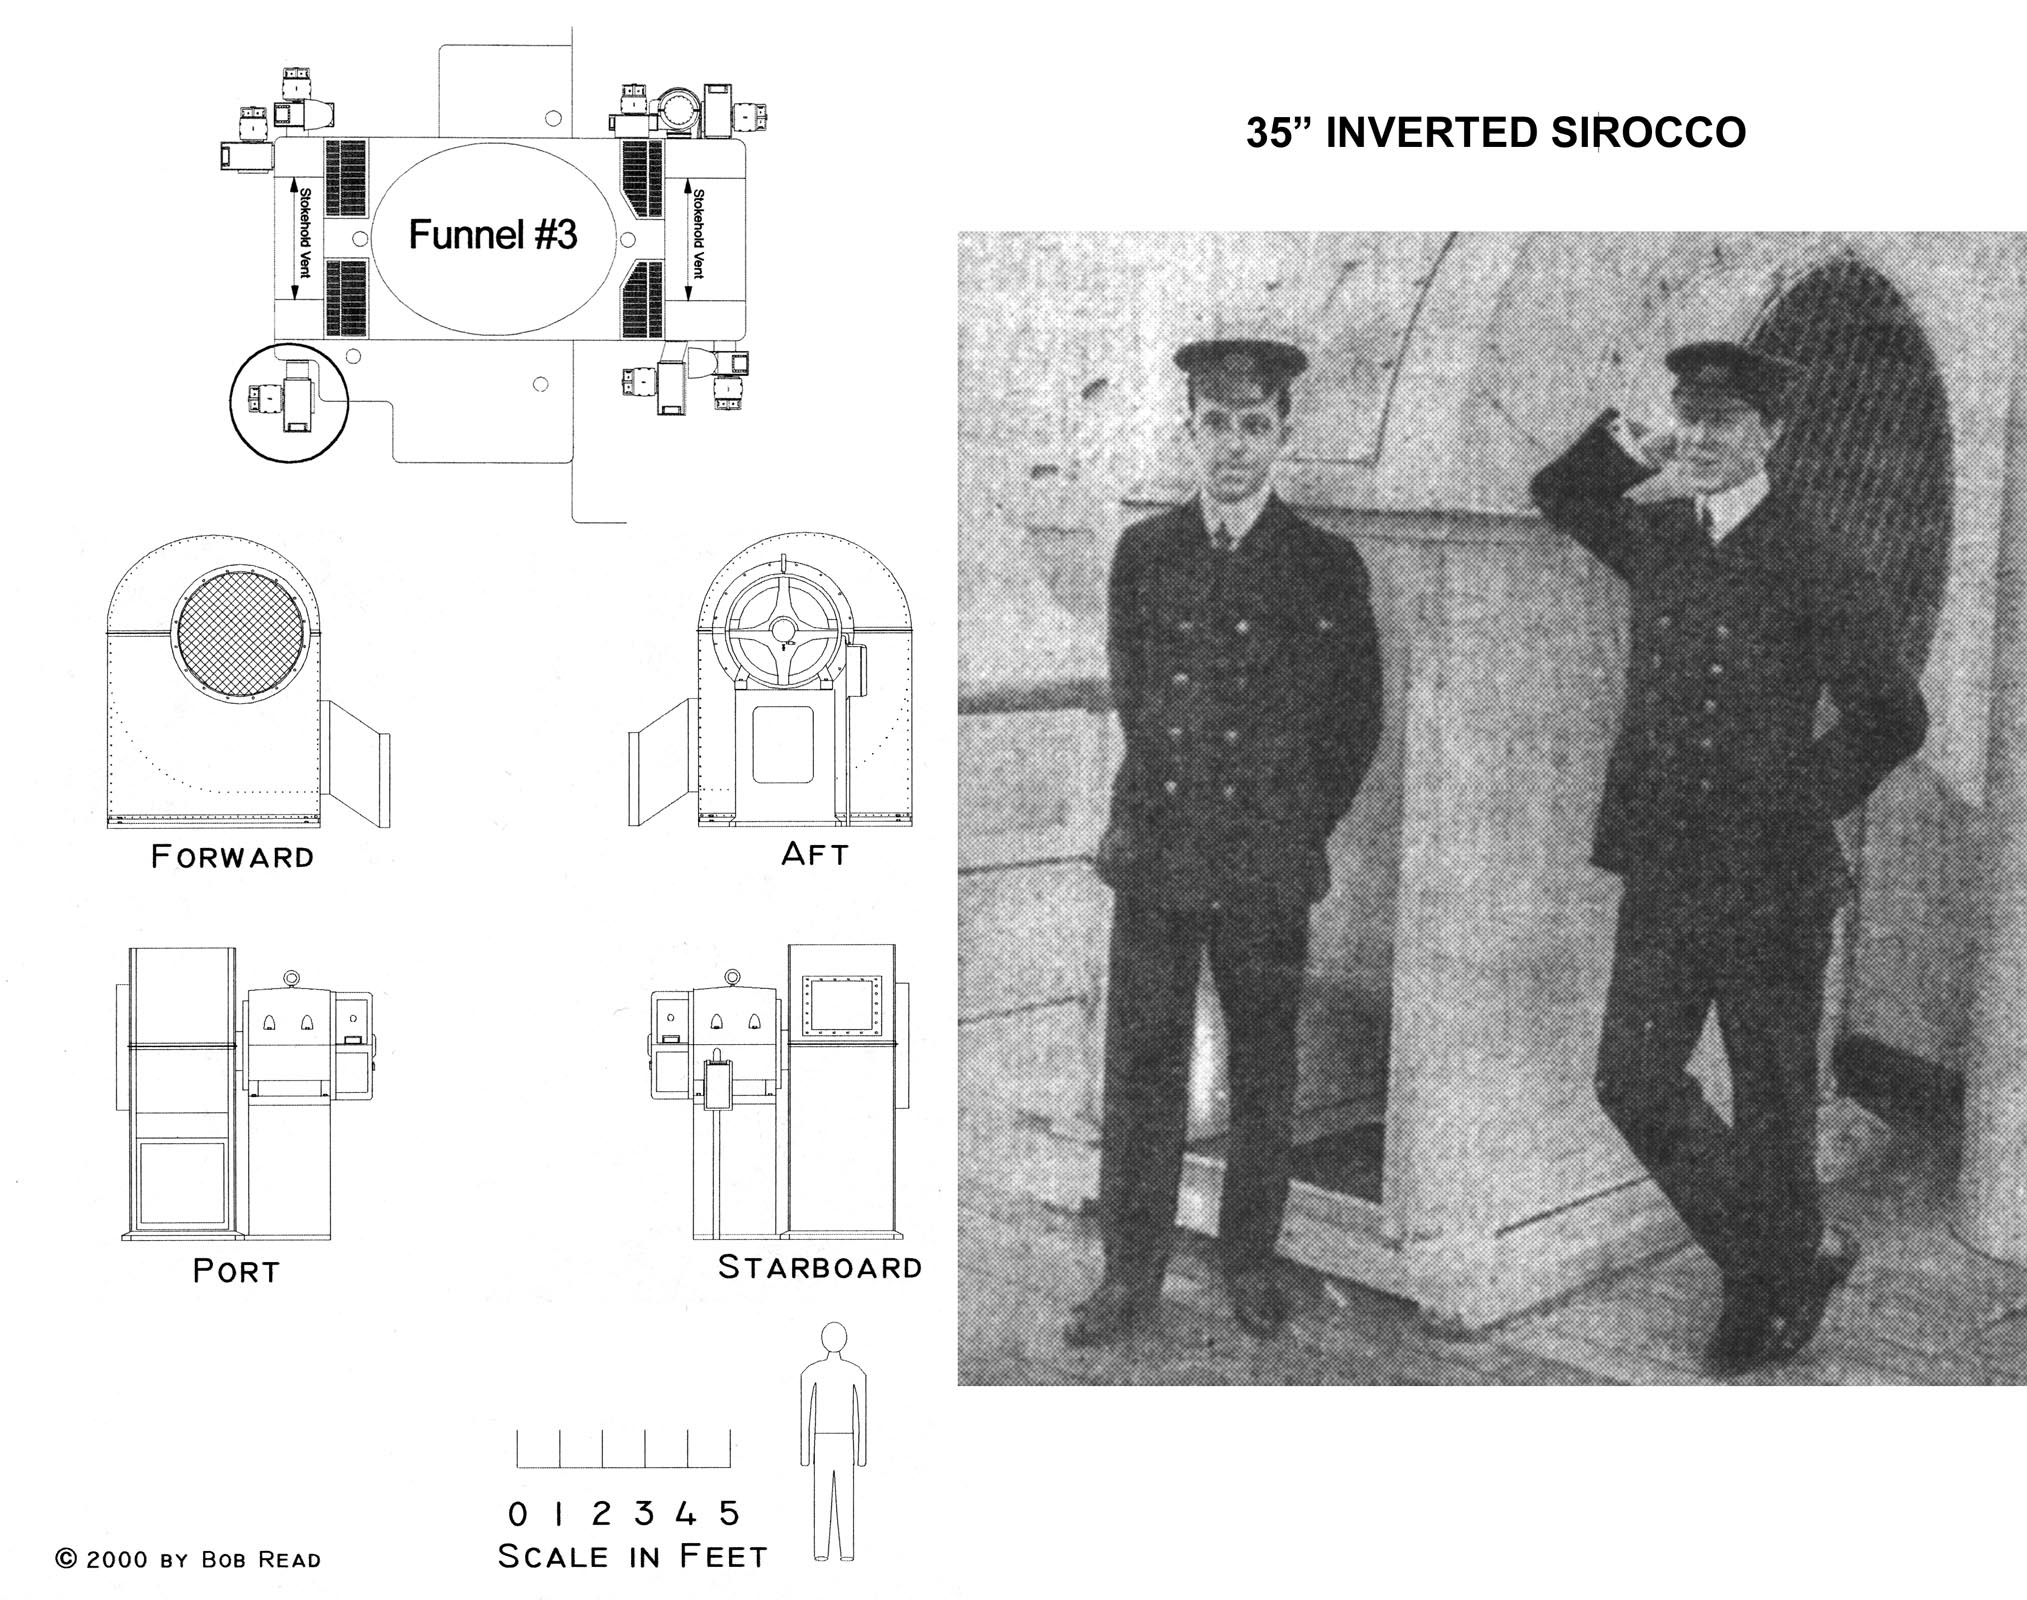 35” INVERTED SIROCCO
Stokehold Vent
Funnel #3
Stokehold Vent
FORWARD
AFT
PORT
STARBOARD
0 1 2 3 4 5
SCALE IN FEET
© 2000 BY BOB READ